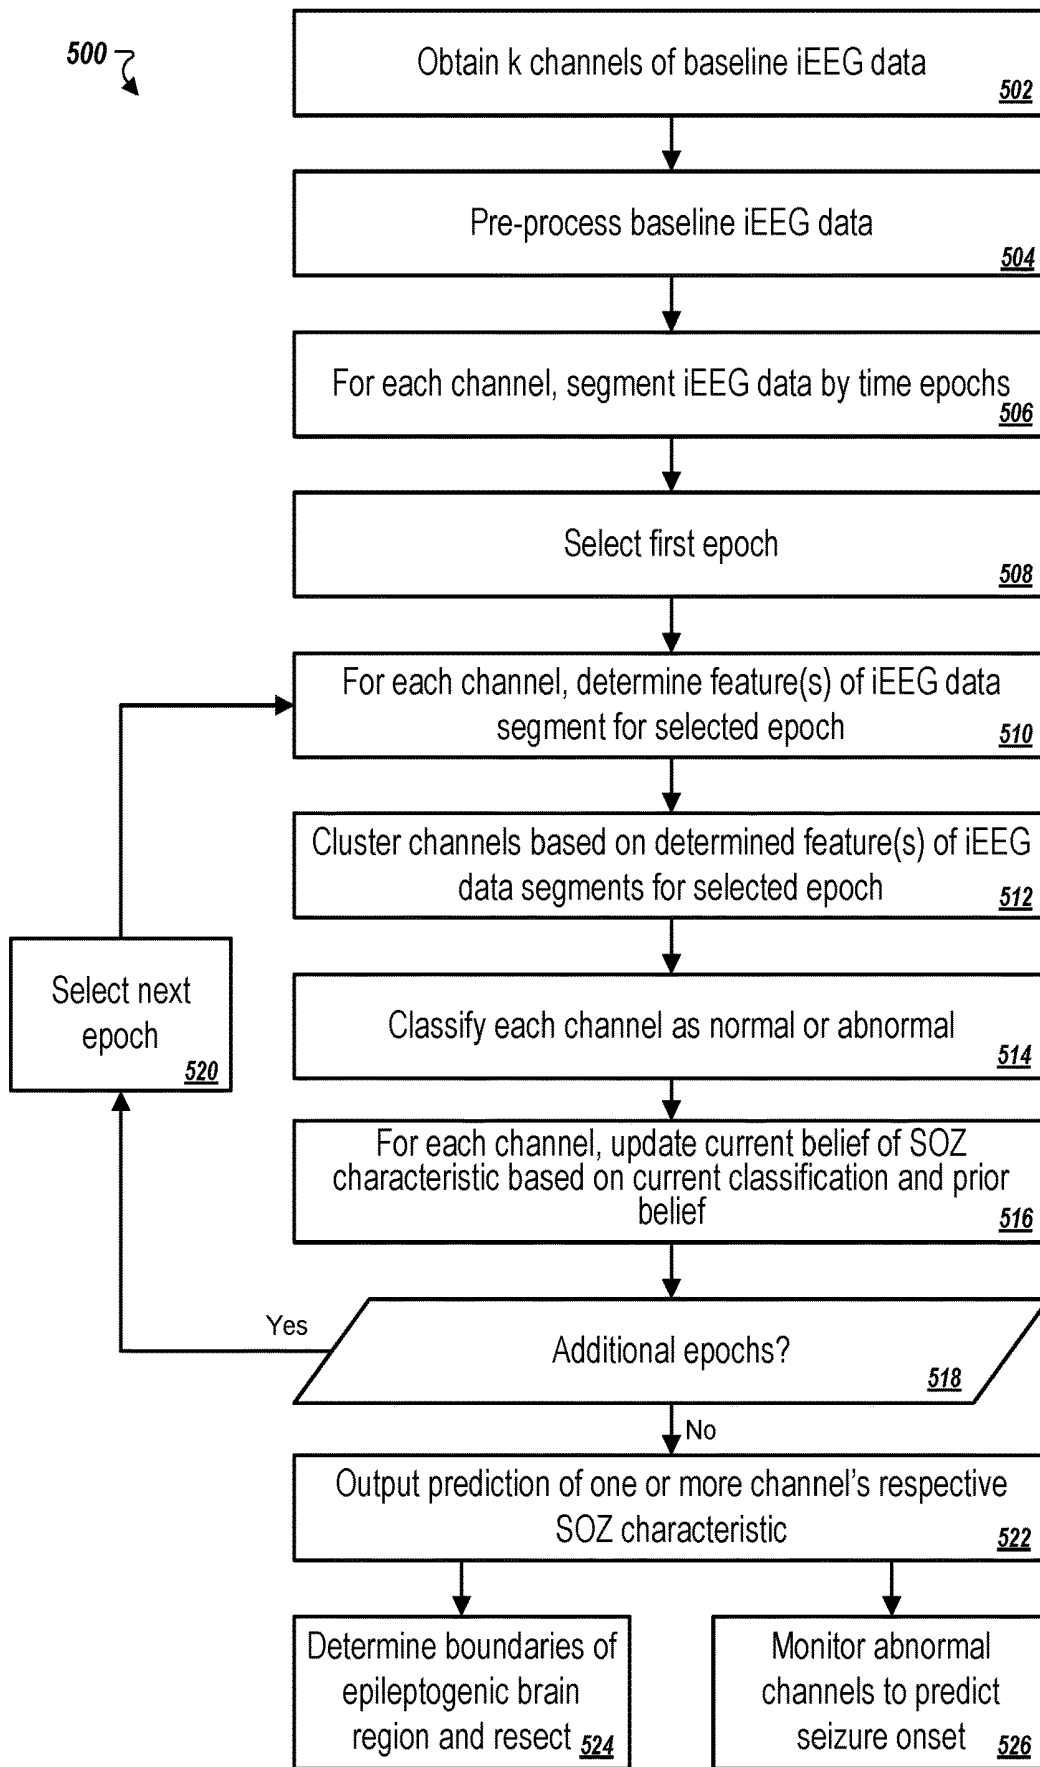 500
Obtain k channels of baseline iEEG data
502
Pre-process baseline iEEG data
504
For each channel, segment iEEG data by time epochs
506
Select first epoch
508
For each channel, determine feature(s) of iEEG data
segment for selected epoch
510
Cluster channels based on determined feature(s) of iEEG
data segments for selected epoch
512
Classify each channel as normal or abnormal
514
For each channel, update current belief of SOZ
characteristic based on current classification and prior
belief
516
Select next
epoch
520
Yes
Additional epochs?
518
No
Output prediction of one or more channel's respective
SOZ characteristic
522
Determine boundaries of
epileptogenic brain
region and resect 524
Monitor abnormal
channels to predict
seizure onset 526